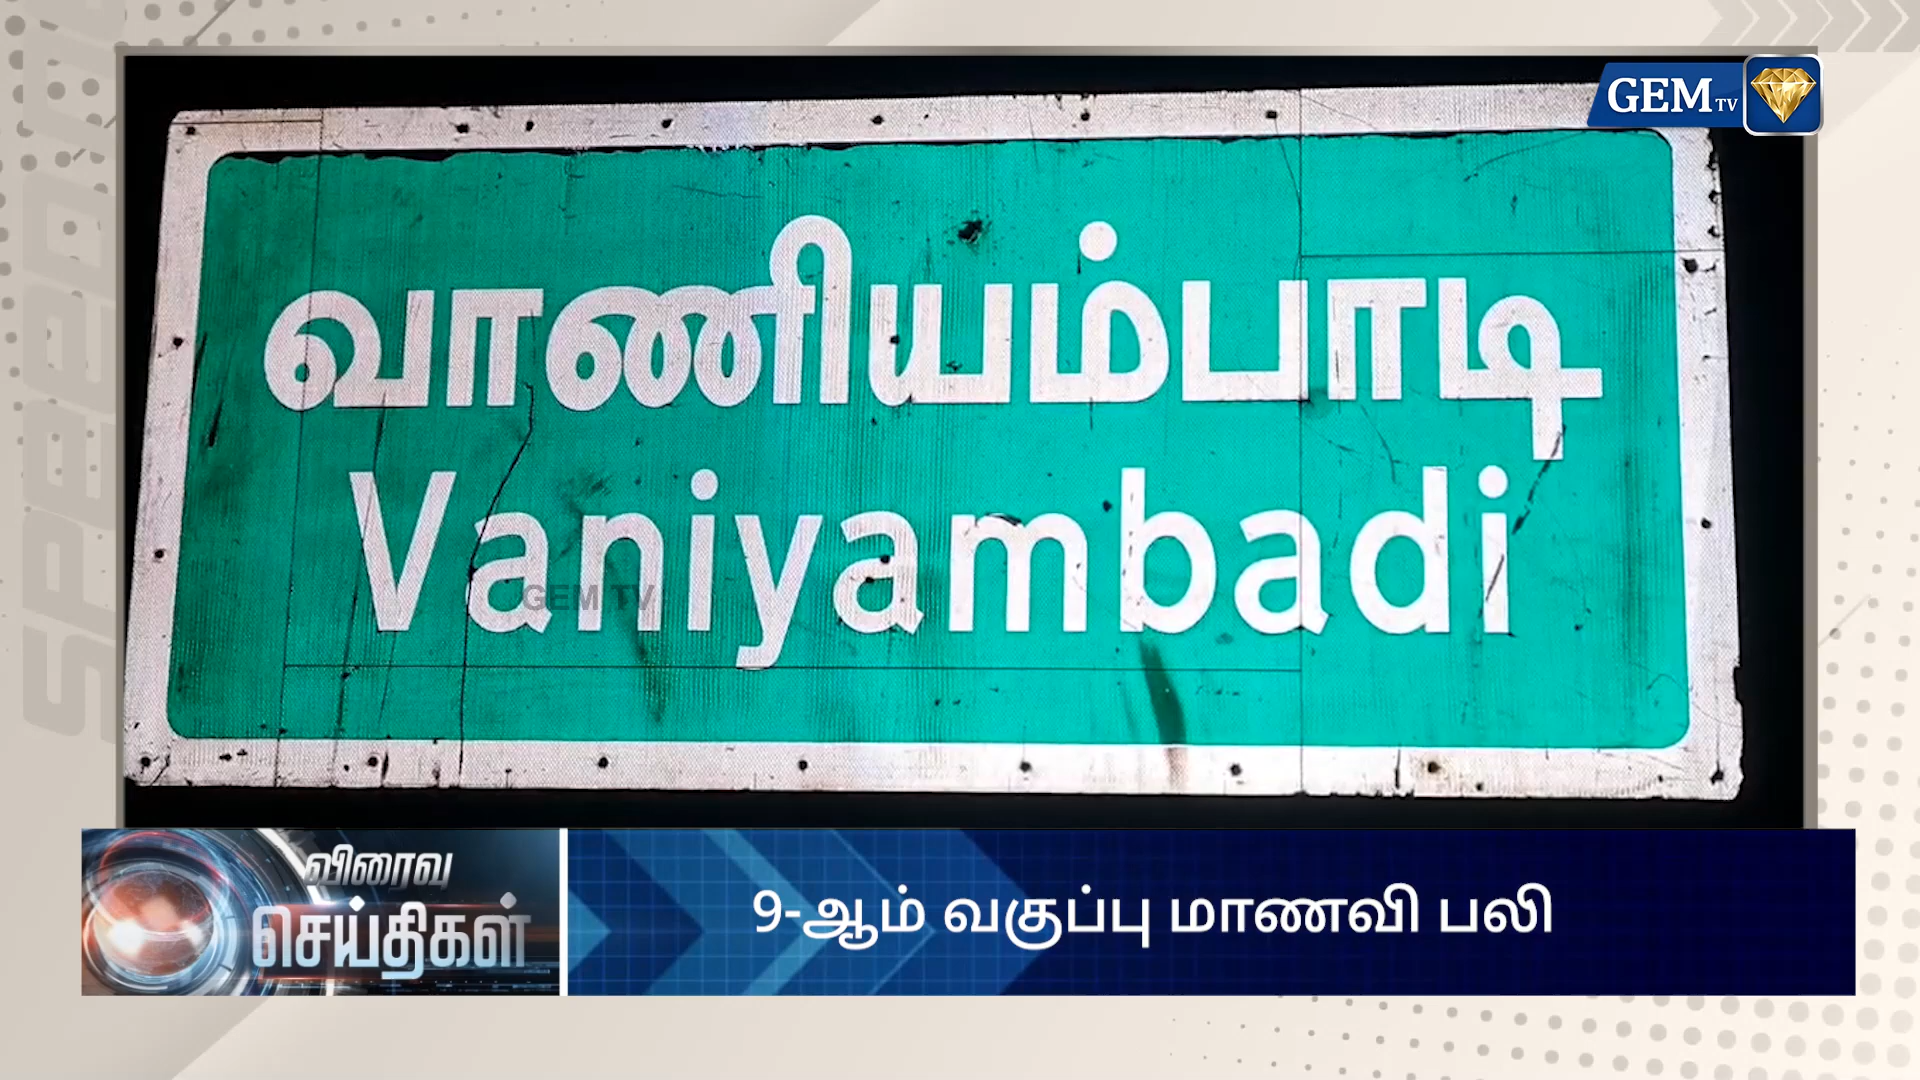 GEM TV
வாணியம்பாடி
Vaniyambadi
GEM TV
விரைவு
செய்திகள்
9-ஆம் வகுப்பு மாணவி பலி